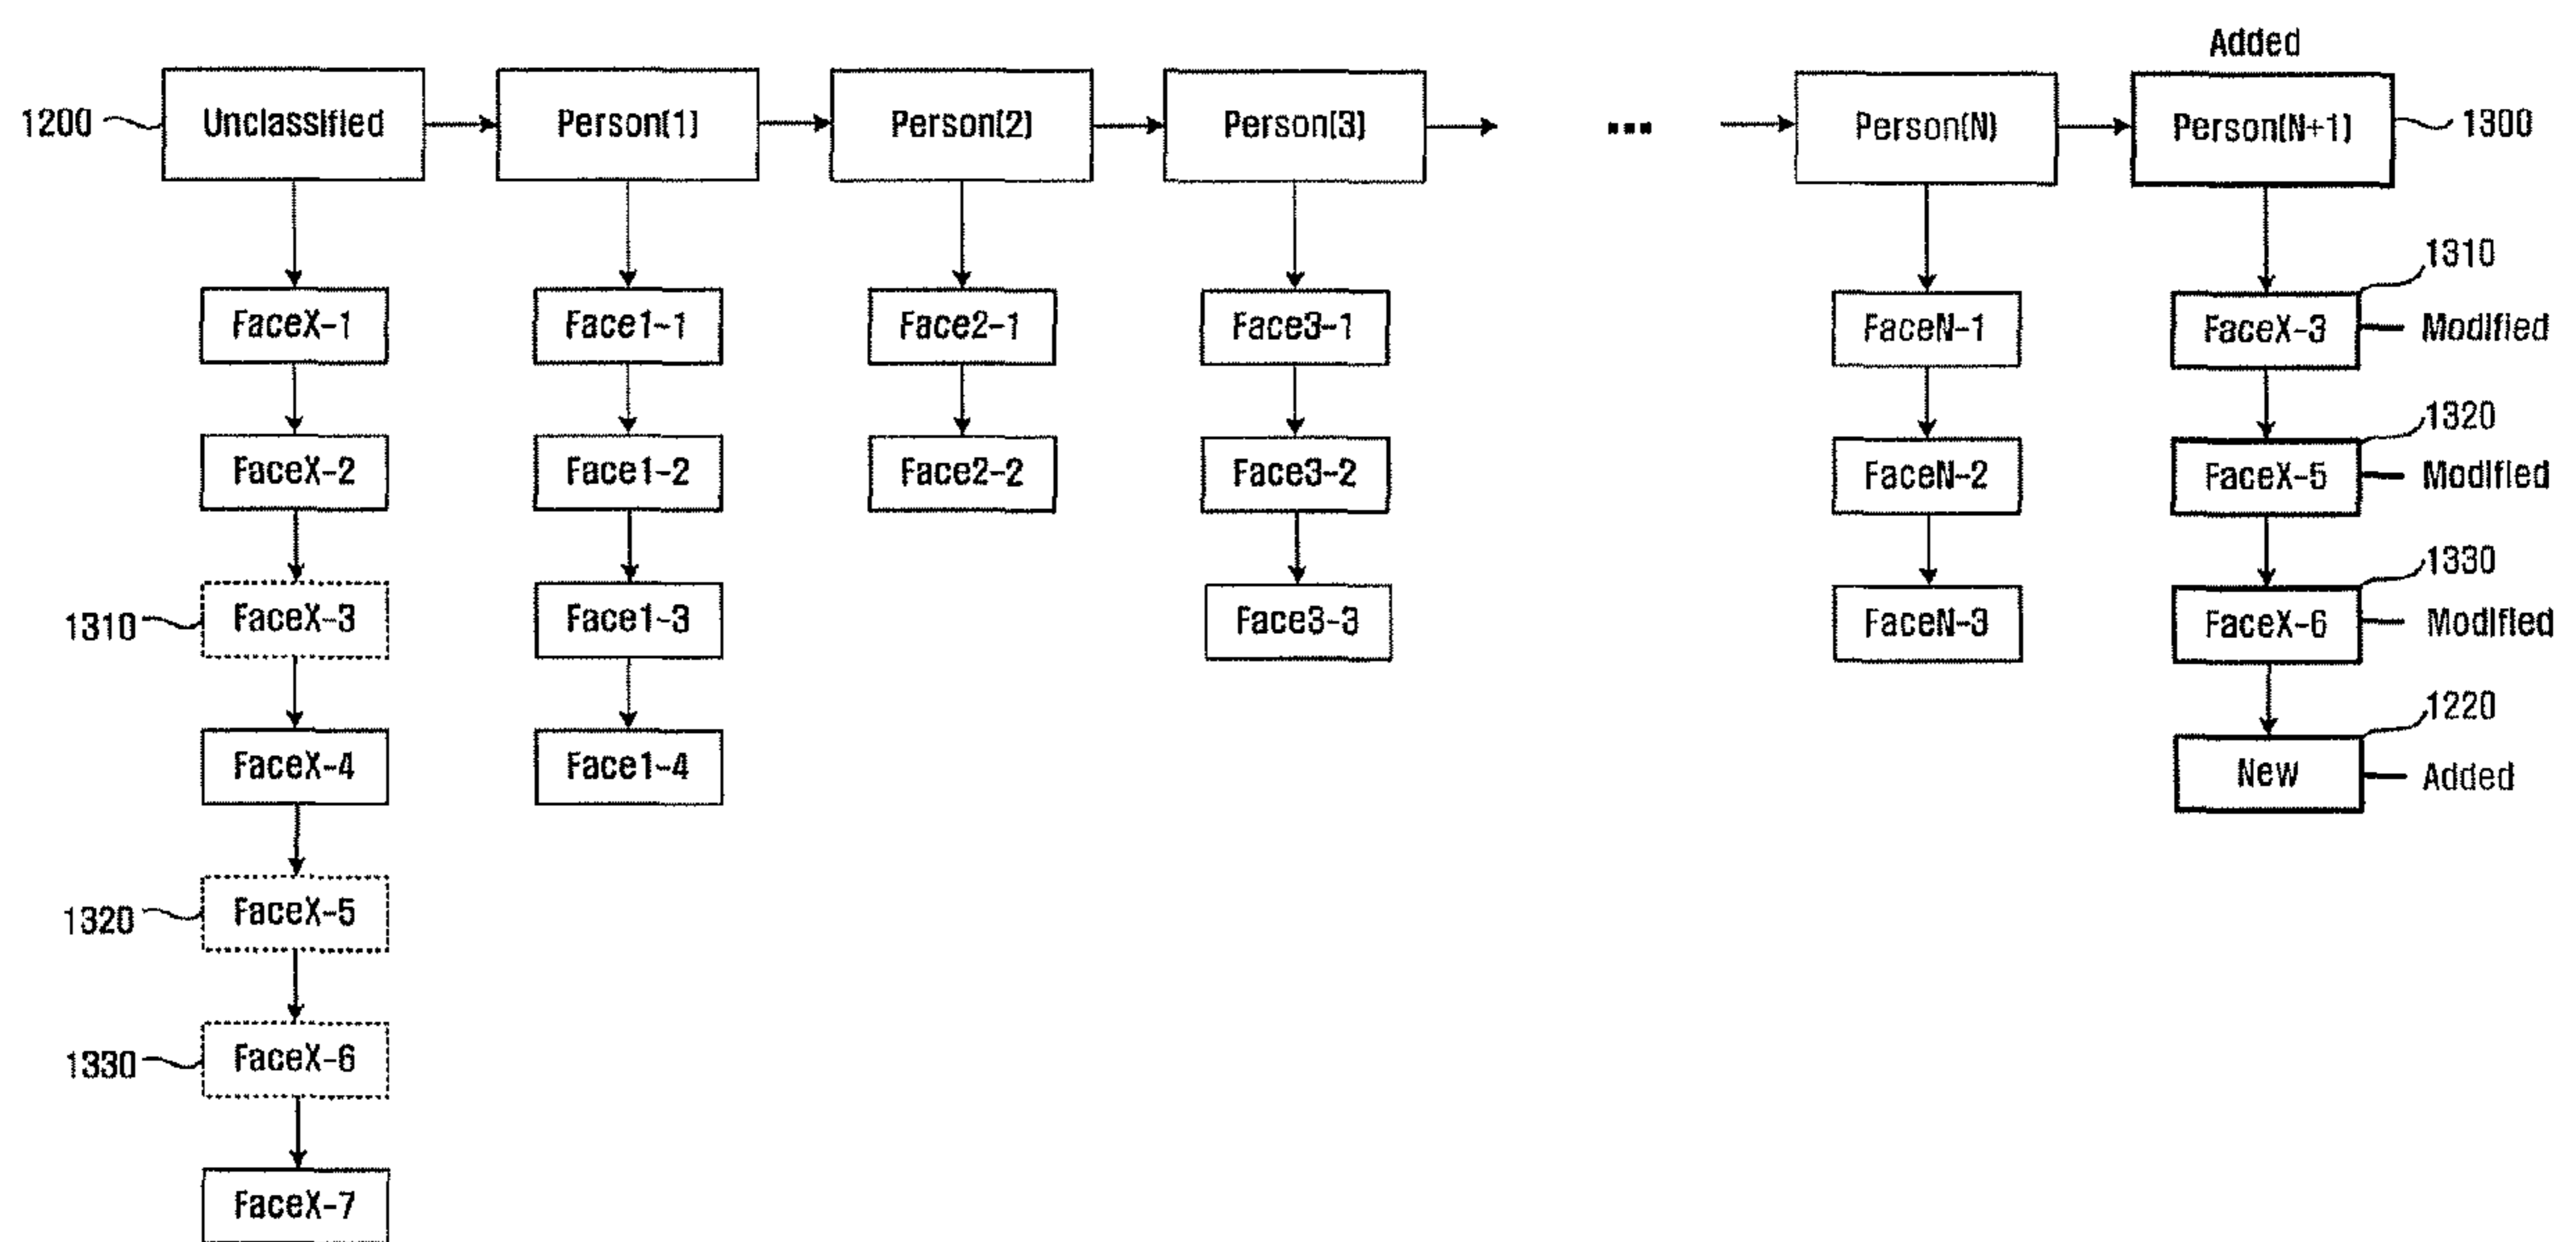 Added
1200 Unclassified Person(1) Person(2) Person(3) ... Person(N) Person(N+1) 1300
1310
FaceX-1 Face1-1 Face2-1 Face3-1 FaceN-1 FaceX-3 Modified
1320
FaceX-2 Face1-2 Face2-2 Face3-2 FaceN-2 FaceX-5 Modified
1330
1310 FaceX-3 Face1-3 Face3-3 FaceN-3 FaceX-6 Modified
1220
FaceX-4 Face1-4 New Added
1320 FaceX-5
1330 FaceX-6
FaceX-7